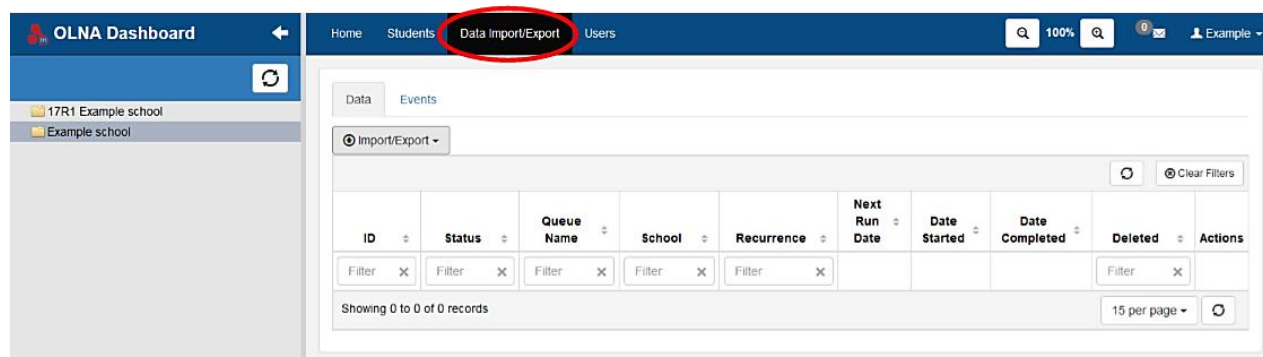 OLNA Dashboard
Home Students Data Import/Export Users 100% 0 Example
17R1 Example school
Example school
Data Events
Import/Export
Clear Filters
ID Status Queue Name School Recurrence Next Run Date Date Started Date Completed Deleted Actions
Filter Filter Filter Filter Filter Filter
Showing 0 to 0 of 0 records 15 per page